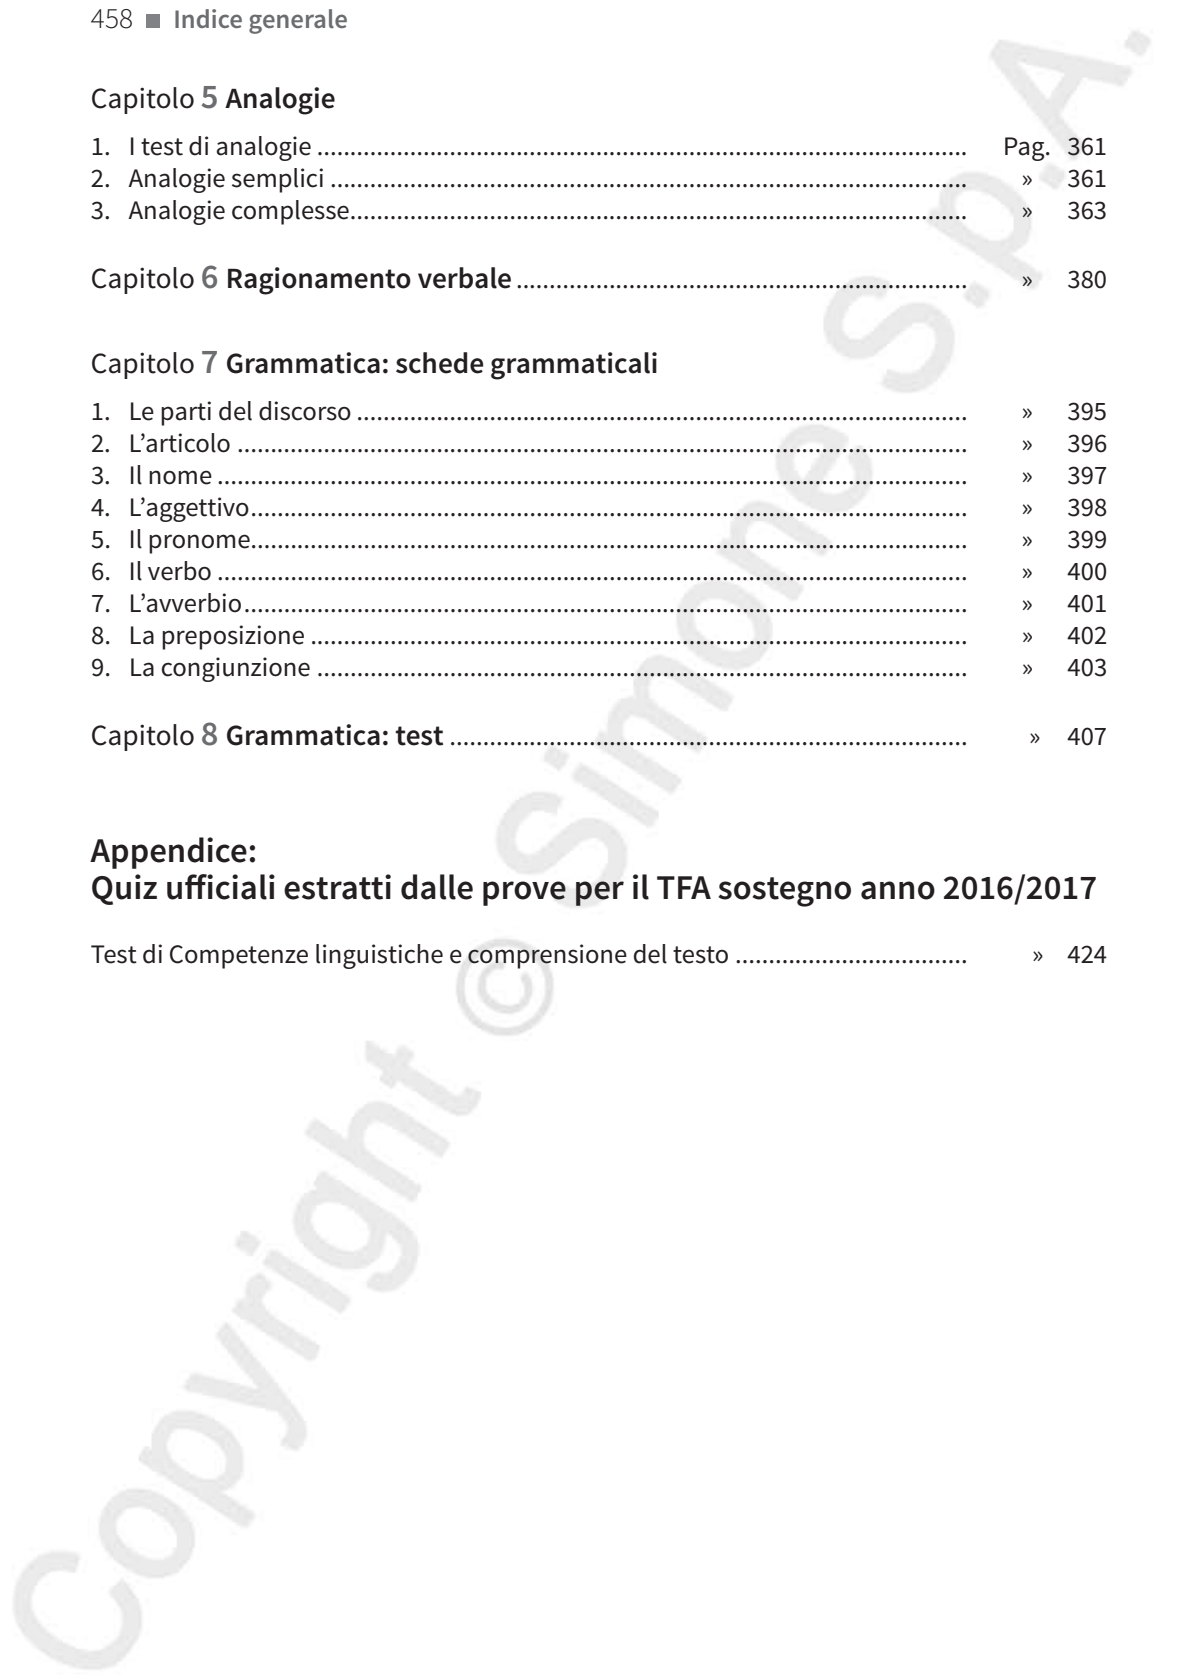 458 ■ Indice generale
Capitolo 5 Analogie
1. I test di analogie ........................................ Pag. 361
2. Analogie semplici ........................................ » 361
3. Analogie complesse........................................ » 363
Capitolo 6 Ragionamento verbale ........................................ » 380
Capitolo 7 Grammatica: schede grammaticali
1. Le parti del discorso ........................................ » 395
2. L’articolo ........................................ » 396
3. Il nome ........................................ » 397
4. L’aggettivo........................................ » 398
5. Il pronome........................................ » 399
6. Il verbo ........................................ » 400
7. L’avverbio........................................ » 401
8. La preposizione ........................................ » 402
9. La congiunzione ........................................ » 403
Capitolo 8 Grammatica: test ........................................ » 407
Appendice:
Quiz ufficiali estratti dalle prove per il TFA sostegno anno 2016/2017
Test di Competenze linguistiche e comprensione del testo ........................................ » 424
Copyright © Simone S.p.A.